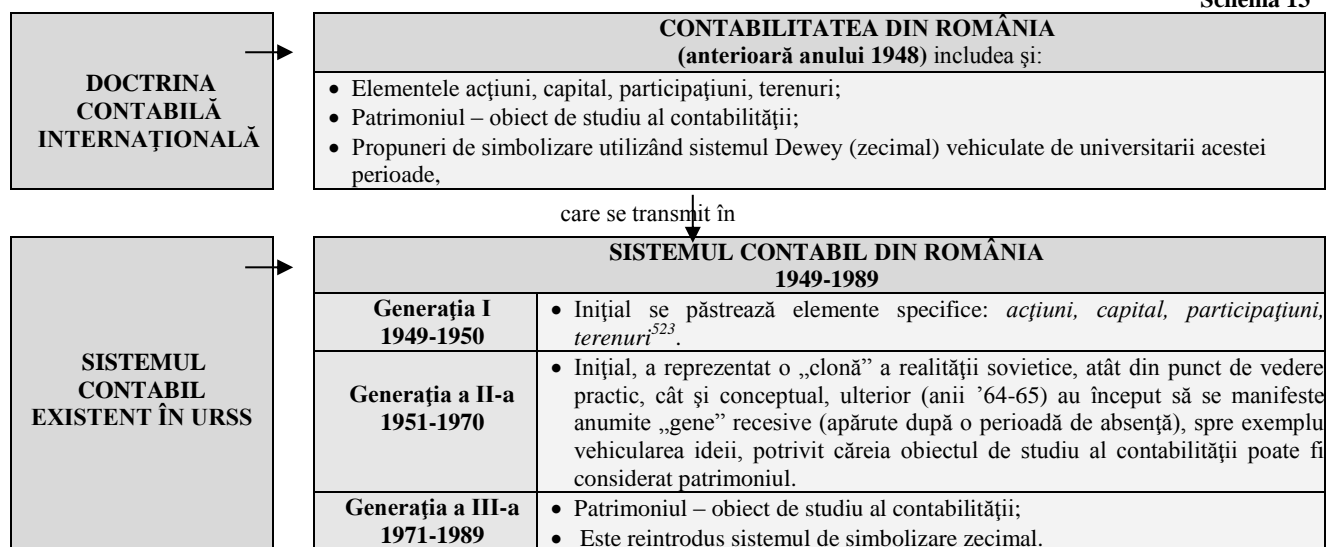 Schema 15
DOCTRINA
CONTABILĂ
INTERNAŢIONALĂ
CONTABILITATEA DIN ROMÂNIA
(anterioară anului 1948) includea şi:
• Elementele acţiuni, capital, participaţiuni, terenuri;
• Patrimoniul – obiect de studiu al contabilităţii;
• Propuneri de simbolizare utilizând sistemul Dewey (zecimal) vehiculate de universitarii acestei
perioade,
care se transmit în
SISTEMUL
CONTABIL
EXISTENT ÎN URSS
SISTEMUL CONTABIL DIN ROMÂNIA
1949-1989
Generaţia I
1949-1950
• Iniţial se păstrează elemente specifice: acţiuni, capital, participaţiuni,
terenuri523.
Generaţia a II-a
1951-1970
• Iniţial, a reprezentat o „clonă” a realităţii sovietice, atât din punct de vedere
practic, cât şi conceptual, ulterior (anii ’64-65) au început să se manifeste
anumite „gene” recesive (apărute după o perioadă de absenţă), spre exemplu
vehicularea ideii, potrivit căreia obiectul de studiu al contabilităţii poate fi
considerat patrimoniul.
Generaţia a III-a
1971-1989
• Patrimoniul – obiect de studiu al contabilităţii;
• Este reintrodus sistemul de simbolizare zecimal.